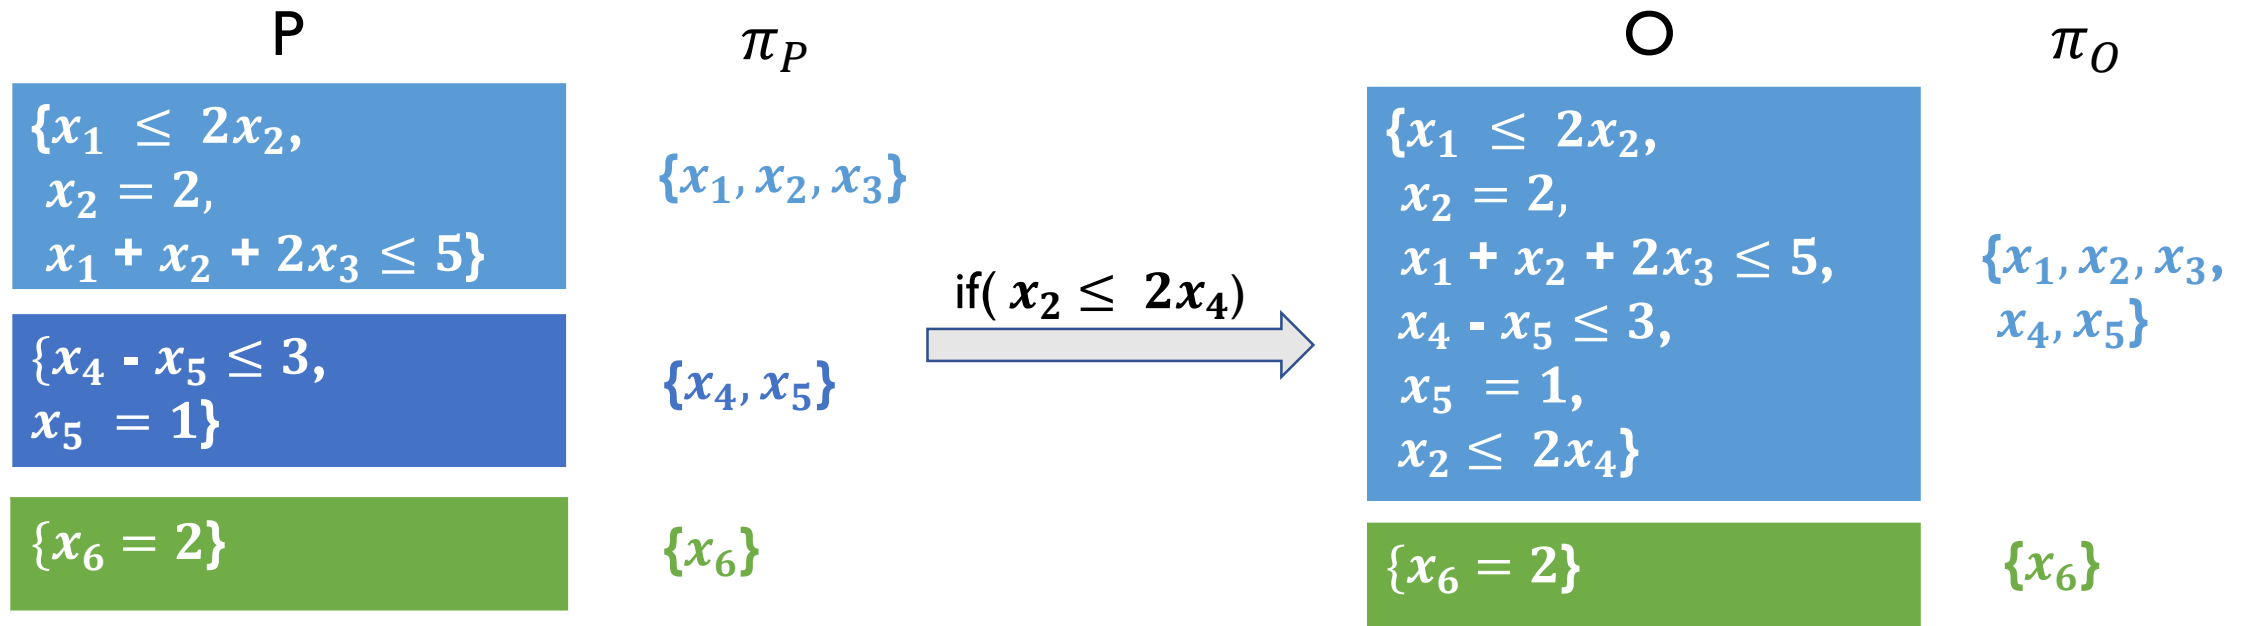 P
π_P
O
π_O
{x₁ ≤ 2x₂,
x₂ = 2,
x₁ + x₂ + 2x₃ ≤ 5}
{x₁, x₂, x₃}
{x₄ - x₅ ≤ 3,
x₅ = 1}
{x₄, x₅}
{x₆ = 2}
{x₆}
if( x₂ ≤ 2x₄)
{x₁ ≤ 2x₂,
x₂ = 2,
x₁ + x₂ + 2x₃ ≤ 5,
x₄ - x₅ ≤ 3,
x₅ = 1,
x₂ ≤ 2x₄}
{x₁, x₂, x₃,
x₄, x₅}
{x₆ = 2}
{x₆}